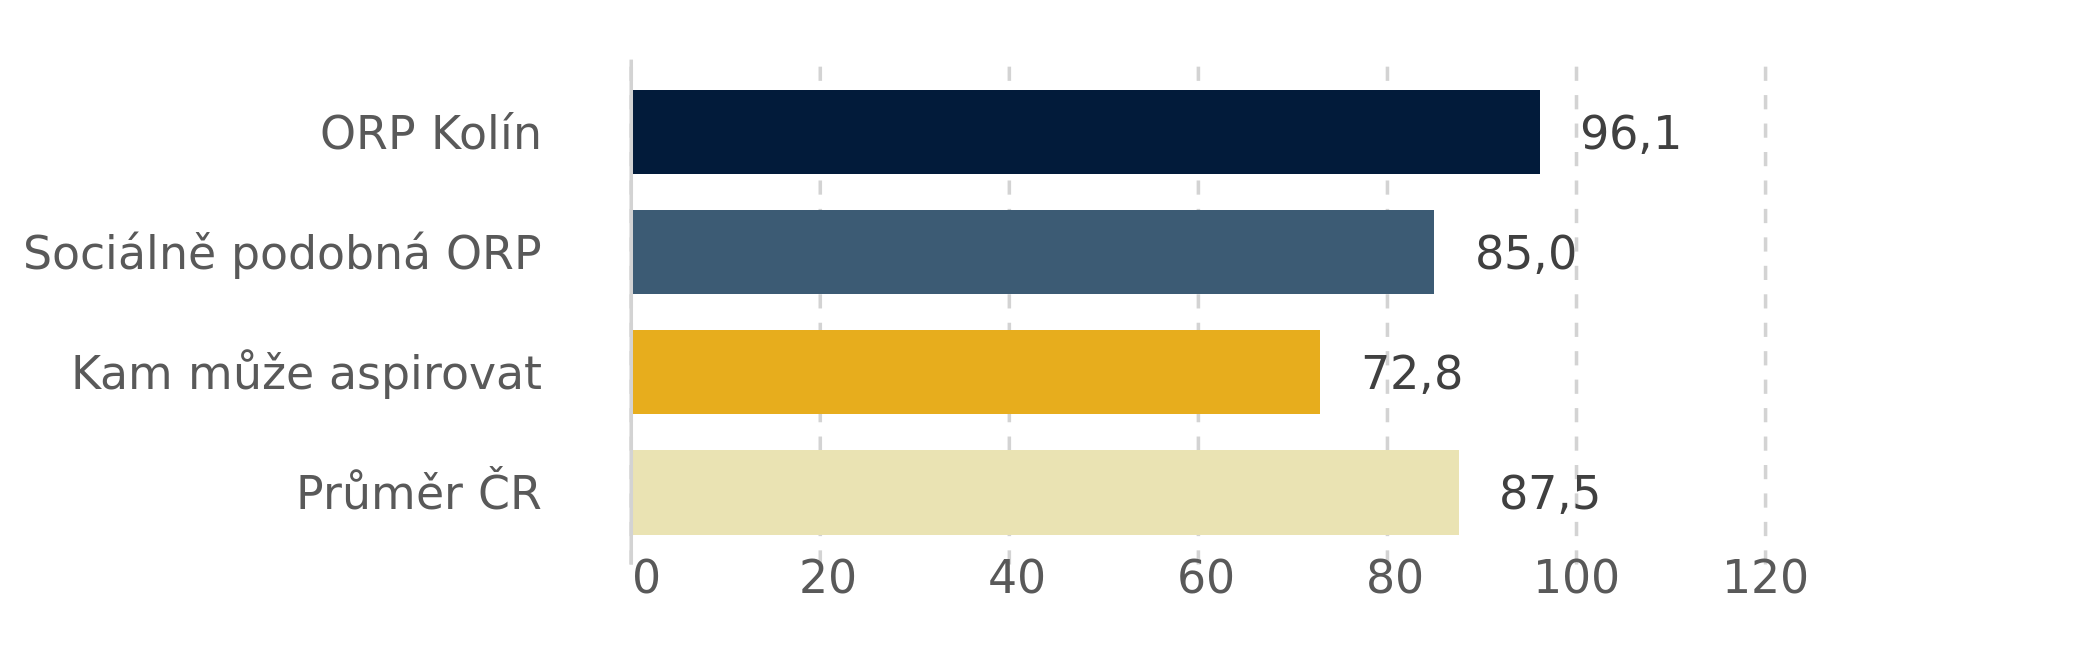 ORP Kolín 96,1
Sociálně podobná ORP 85,0
Kam může aspirovat 72,8
Průměr ČR 87,5
0 20 40 60 80 100 120